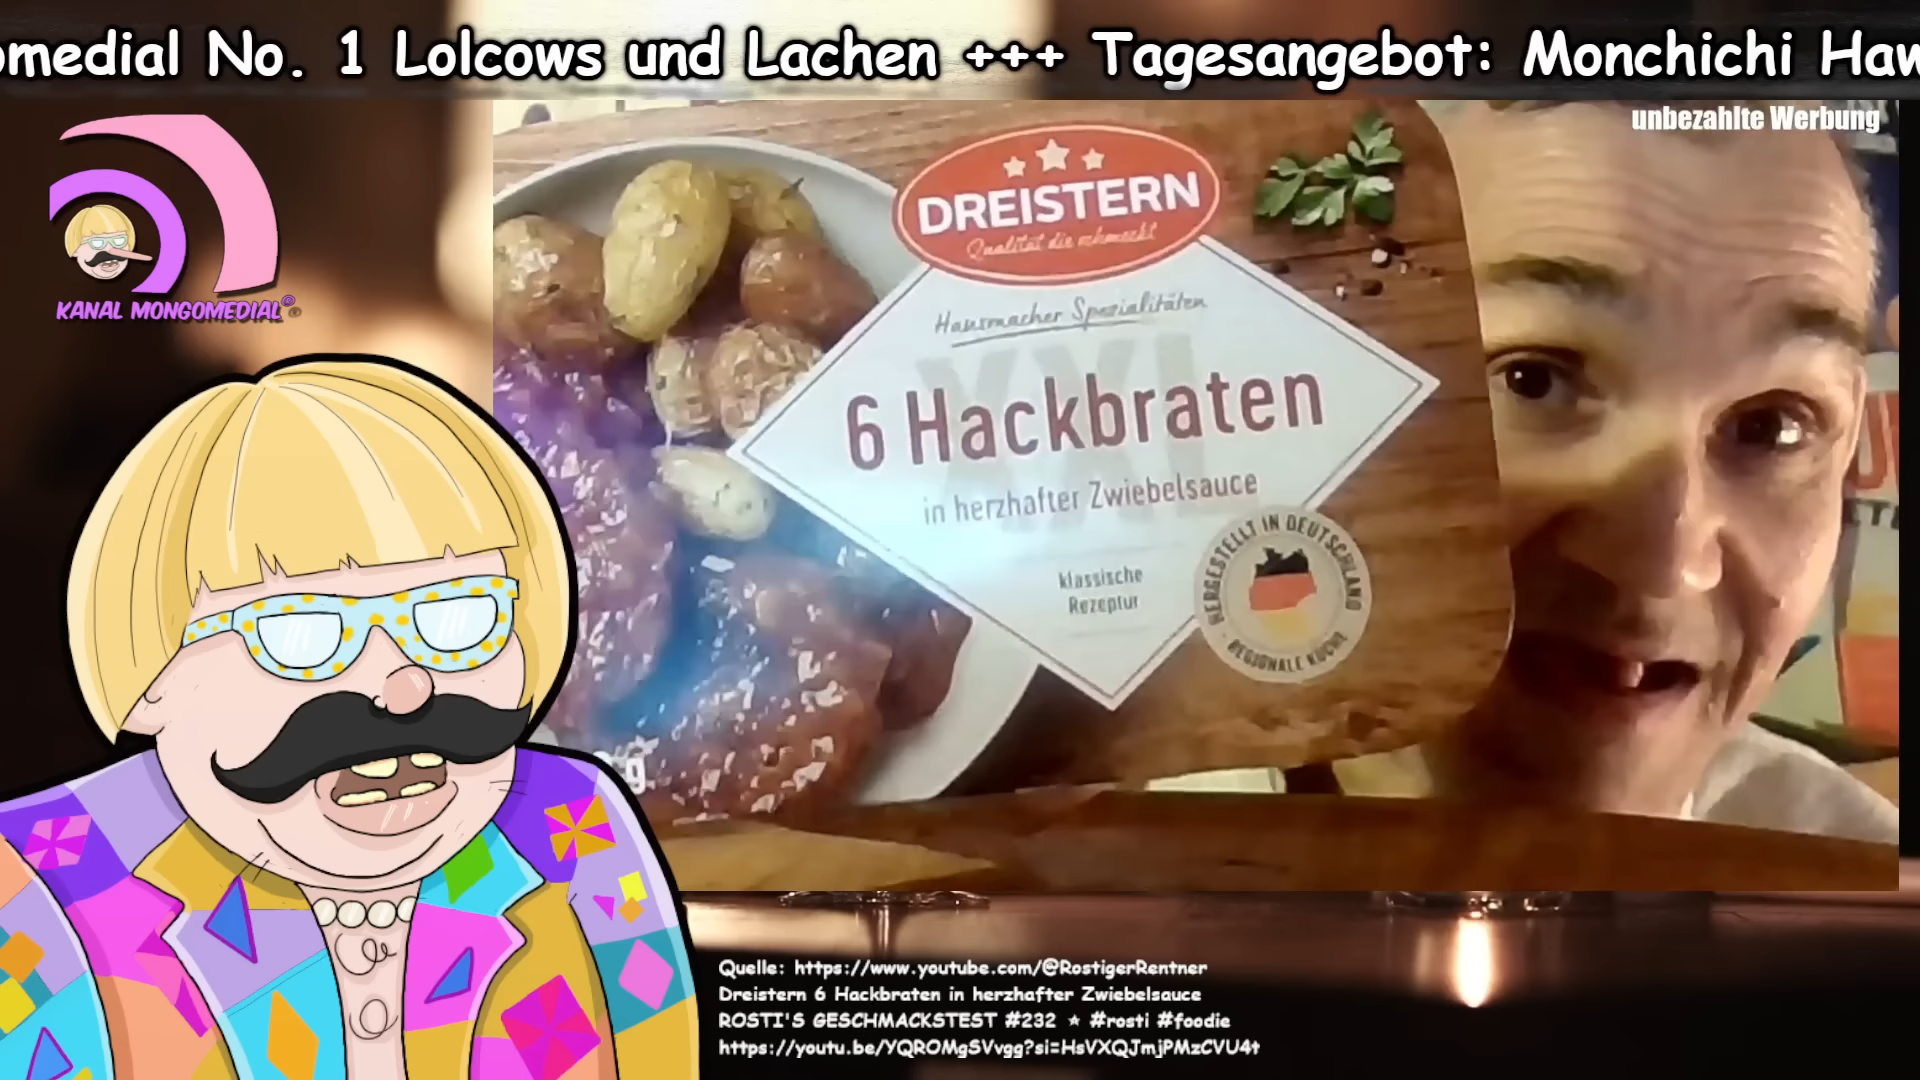 omedial No. 1 Lolcows und Lachen +++ Tagesangebot: Monchichi Haw
unbezahlte Werbung
KANAL MONGOMEDIAL©
DREISTERN
Qualität die schmeckt
Hausmacher Spezialitäten
XXL
6 Hackbraten
in herzhafter Zwiebelsauce
klassische
Rezeptur
HERGESTELLT IN DEUTSCHLAND
REGIONALE KÜCHE
g
Quelle: https://www.youtube.com/@RostigerRentner
Dreistern 6 Hackbraten in herzhafter Zwiebelsauce
ROSTI'S GESCHMACKSTEST #232 ⭑ #rosti #foodie
https://youtu.be/YQROMgSVvgg?si=HsVXQJmjPMzCVU4t